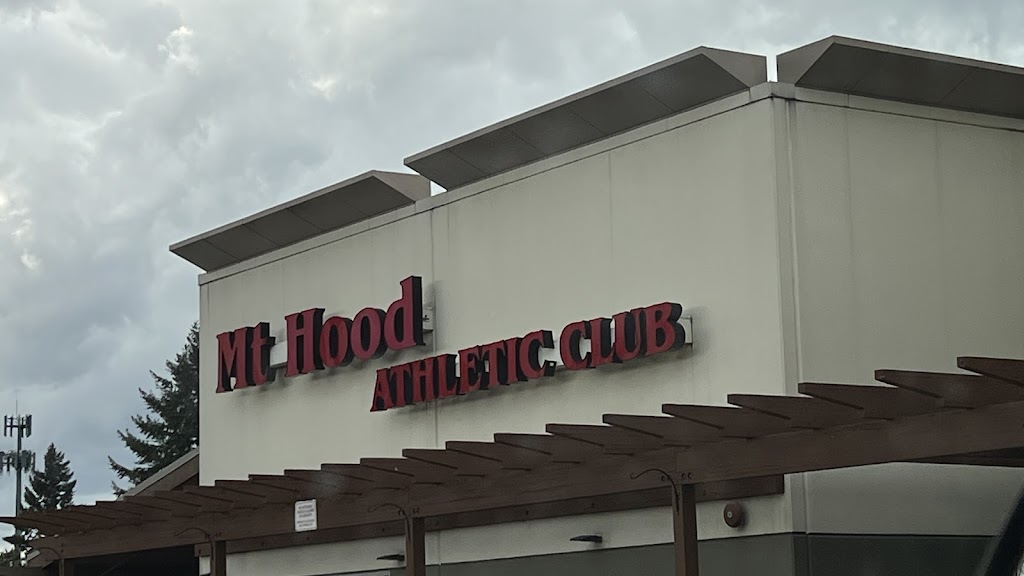 Mt Hood
ATHLETIC CLUB